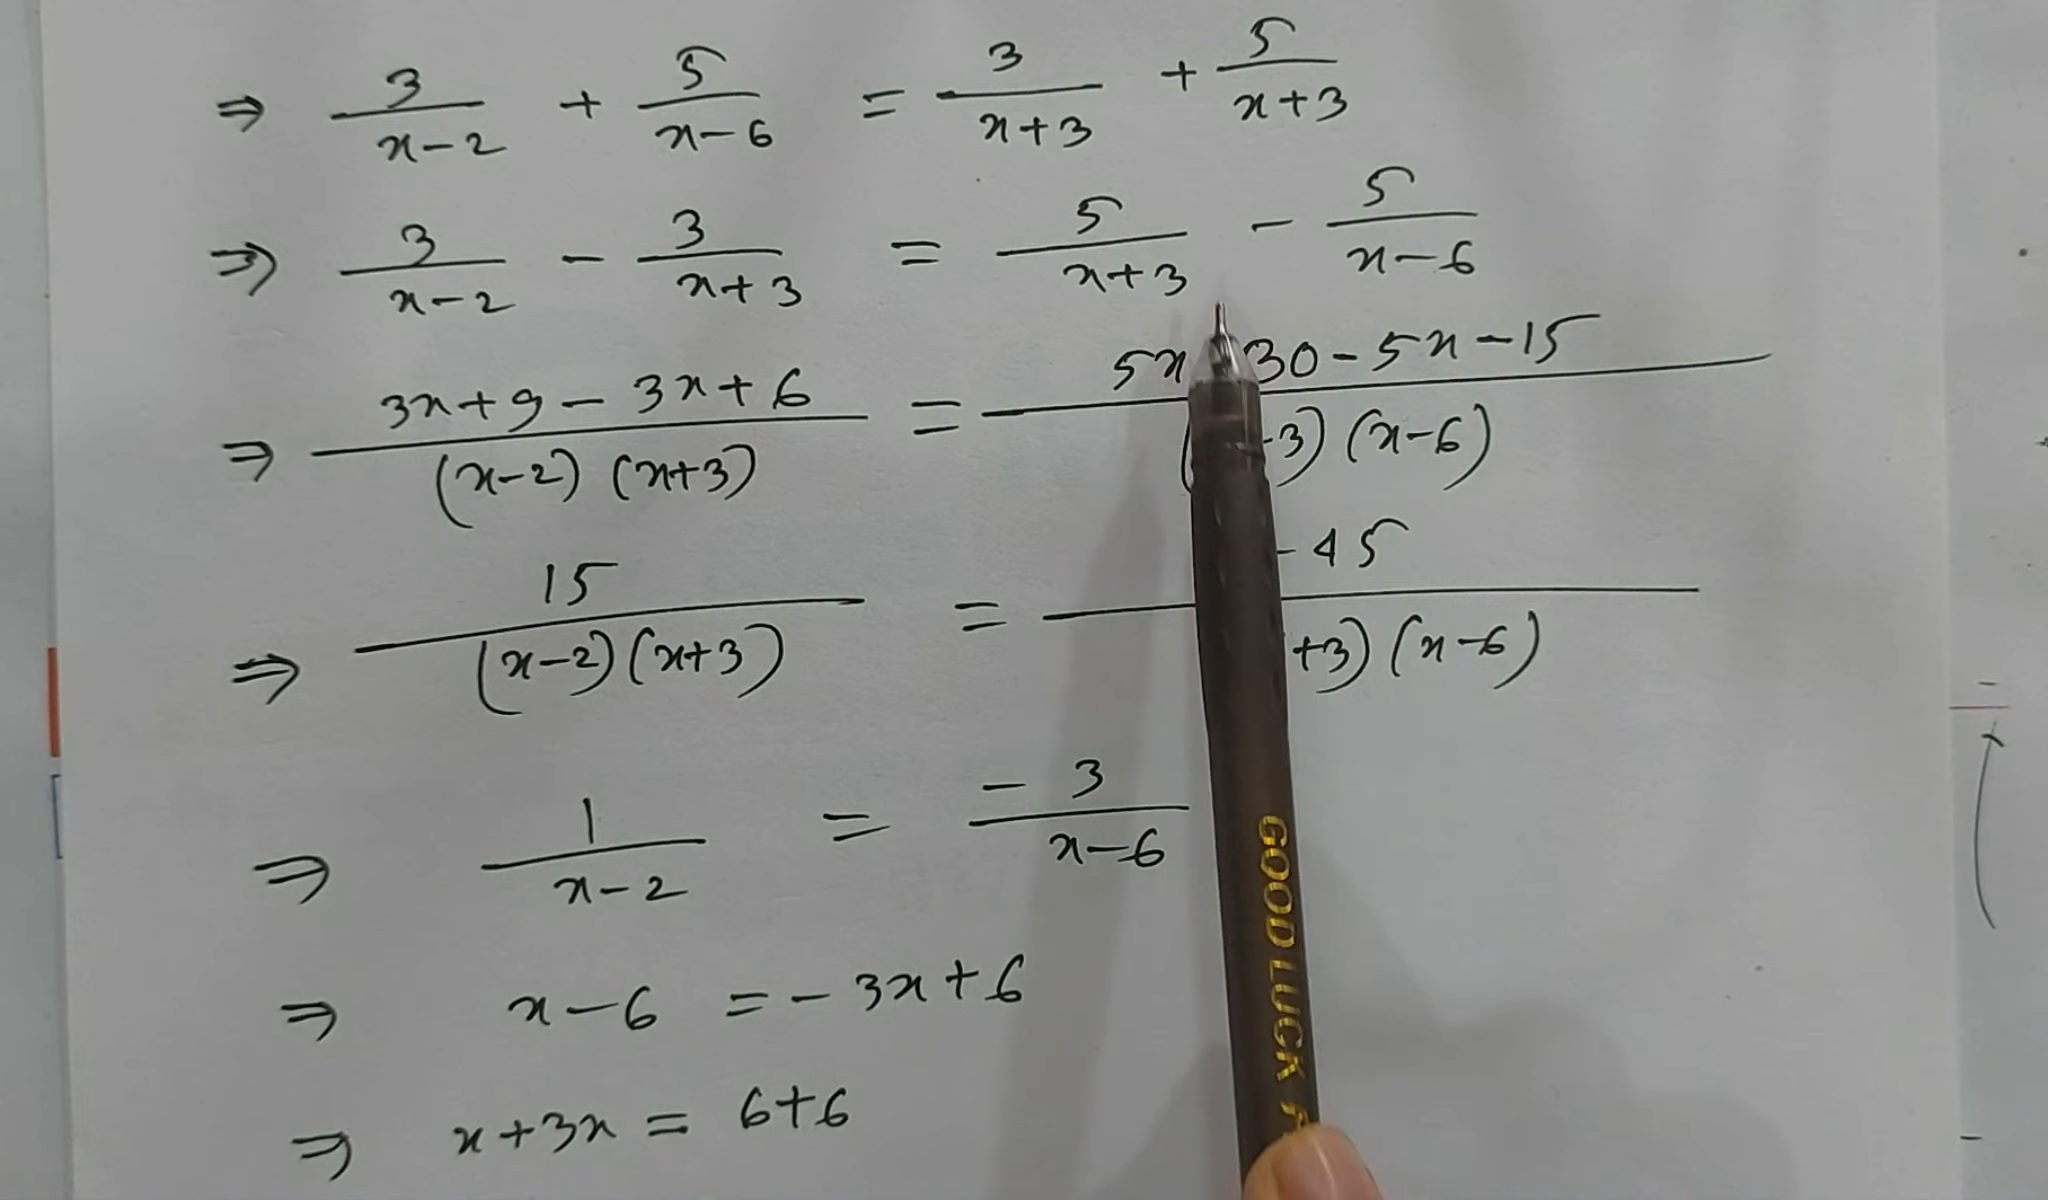 ⇒ 3/(x-2) + 5/(x-6) = 3/(x+3) + 5/(x+3)
⇒ 3/(x-2) - 3/(x+3) = 5/(x+3) - 5/(x-6)
⇒ (3x+9-3x+6)/((x-2)(x+3)) = 5x 30-5x-15 / ( -3)(x-6)
⇒ 15/((x-2)(x+3)) = -45 / +3)(x-6)
⇒ 1/(x-2) = -3/(x-6)
⇒ x-6 = -3x+6
⇒ x+3x = 6+6
GOOD LUCK